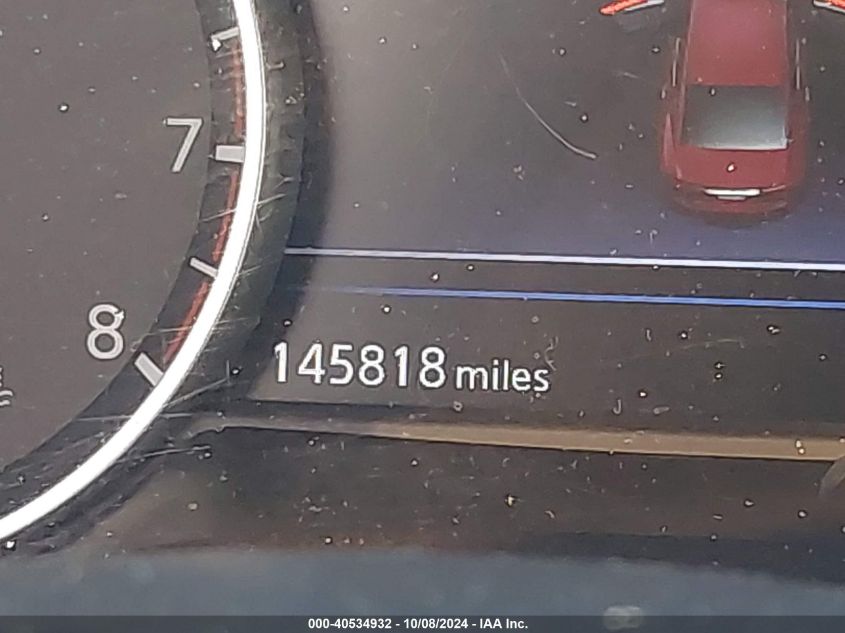 7
8
145818 miles
000-40534932 - 10/08/2024 - IAA Inc.